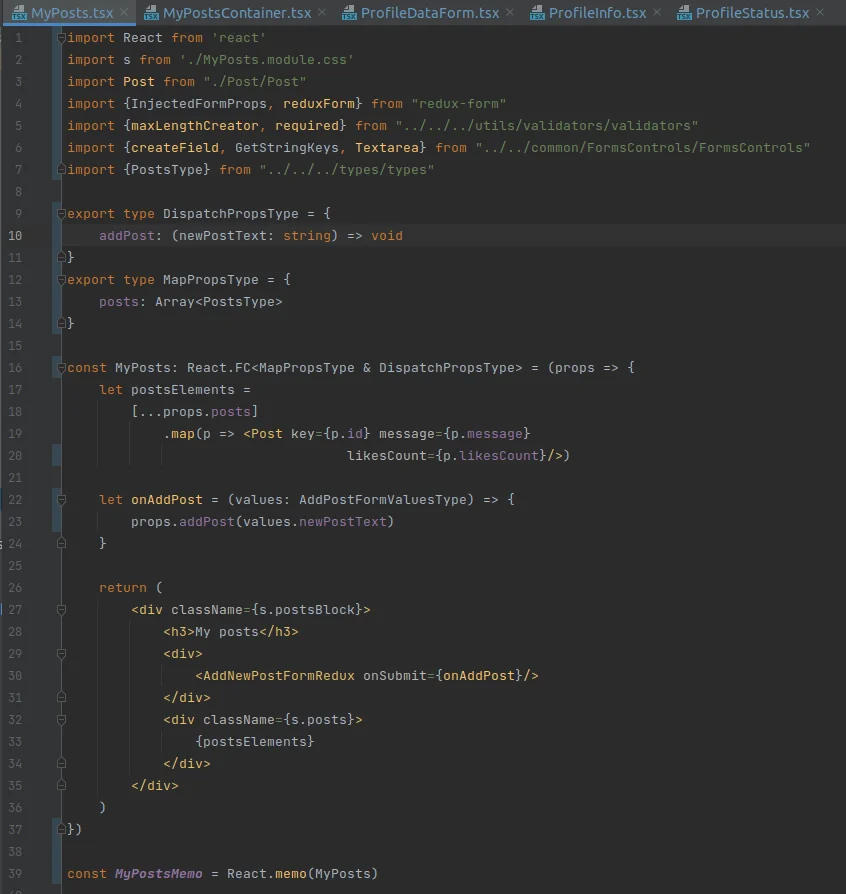 MyPosts.tsx MyPostsContainer.tsx ProfileDataForm.tsx ProfileInfo.tsx ProfileStatus.tsx
1 import React from 'react'
2 import s from './MyPosts.module.css'
3 import Post from "./Post/Post"
4 import {InjectedFormProps, reduxForm} from "redux-form"
5 import {maxLengthCreator, required} from "../../../utils/validators/validators"
6 import {createField, GetStringKeys, Textarea} from "../../common/FormsControls/FormsControls"
7 import {PostsType} from "../../../types/types"
8
9 export type DispatchPropsType = {
10     addPost: (newPostText: string) => void
11 }
12 export type MapPropsType = {
13     posts: Array<PostsType>
14 }
15
16 const MyPosts: React.FC<MapPropsType & DispatchPropsType> = (props => {
17     let postsElements =
18         [...props.posts]
19             .map(p => <Post key={p.id} message={p.message}
20                                    likesCount={p.likesCount}/>)
21
22     let onAddPost = (values: AddPostFormValuesType) => {
23         props.addPost(values.newPostText)
24     }
25
26     return (
27         <div className={s.postsBlock}>
28             <h3>My posts</h3>
29             <div>
30                 <AddNewPostFormRedux onSubmit={onAddPost}/>
31             </div>
32             <div className={s.posts}>
33                 {postsElements}
34             </div>
35         </div>
36     )
37 })
38
39 const MyPostsMemo = React.memo(MyPosts)